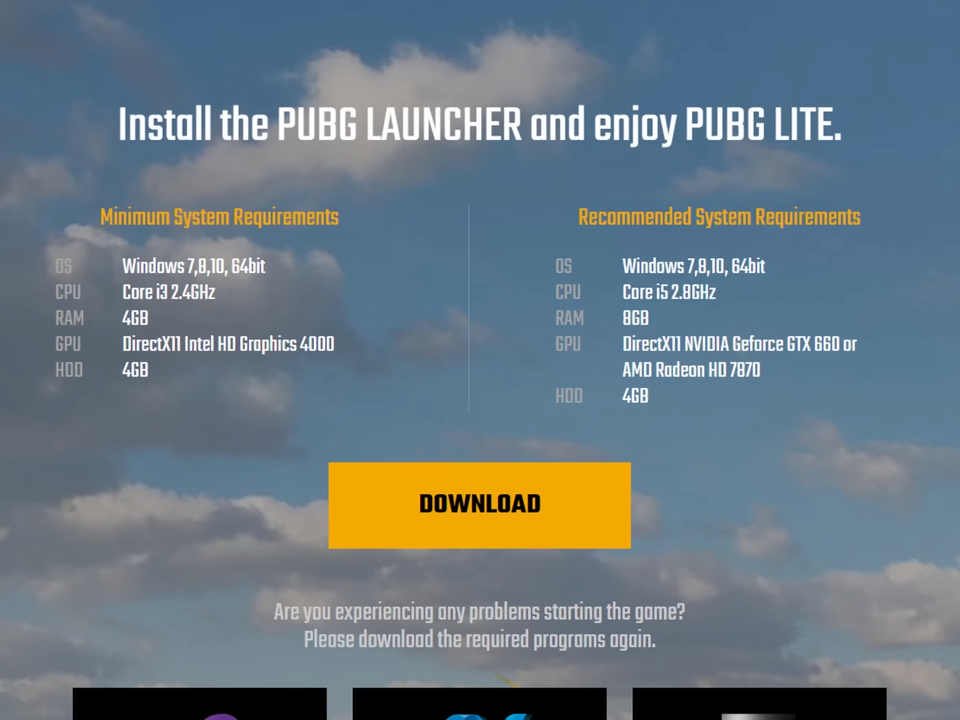 Install the PUBG LAUNCHER and enjoy PUBG LITE.
Minimum System Requirements
OS Windows 7,8,10, 64bit
CPU Core i3 2.4GHz
RAM 4GB
GPU DirectX11 Intel HD Graphics 4000
HDD 4GB
Recommended System Requirements
OS Windows 7,8,10, 64bit
CPU Core i5 2.8GHz
RAM 8GB
GPU DirectX11 NVIDIA Geforce GTX 660 or
AMD Radeon HD 7870
HDD 4GB
DOWNLOAD
Are you experiencing any problems starting the game?
Please download the required programs again.